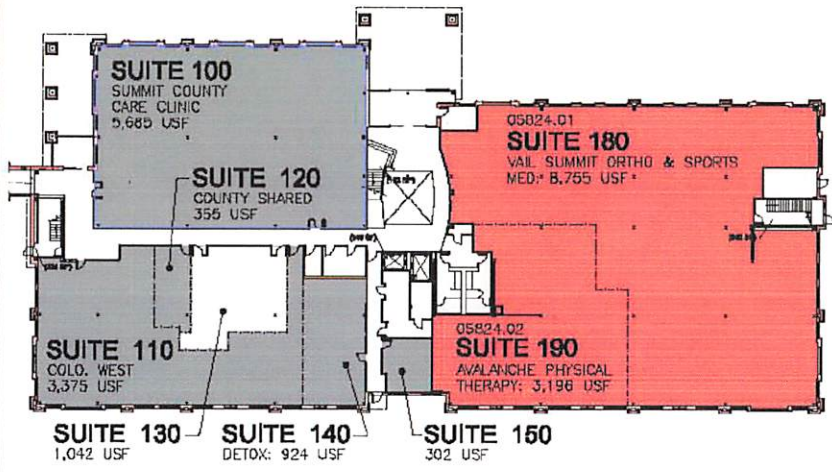 SUITE 100
SUMMIT COUNTY
CARE CLINIC
5,685 USF
SUITE 120
COUNTY SHARED
355 USF
05824.01
SUITE 180
VAIL SUMMIT ORTHO & SPORTS
MED: 8,755 USF
SUITE 110
COLO. WEST
3,375 USF
05824.02
SUITE 190
AVALANCHE PHYSICAL
THERAPY: 3,196 USF
SUITE 130
1,042 USF
SUITE 140
DETOX: 924 USF
SUITE 150
302 USF